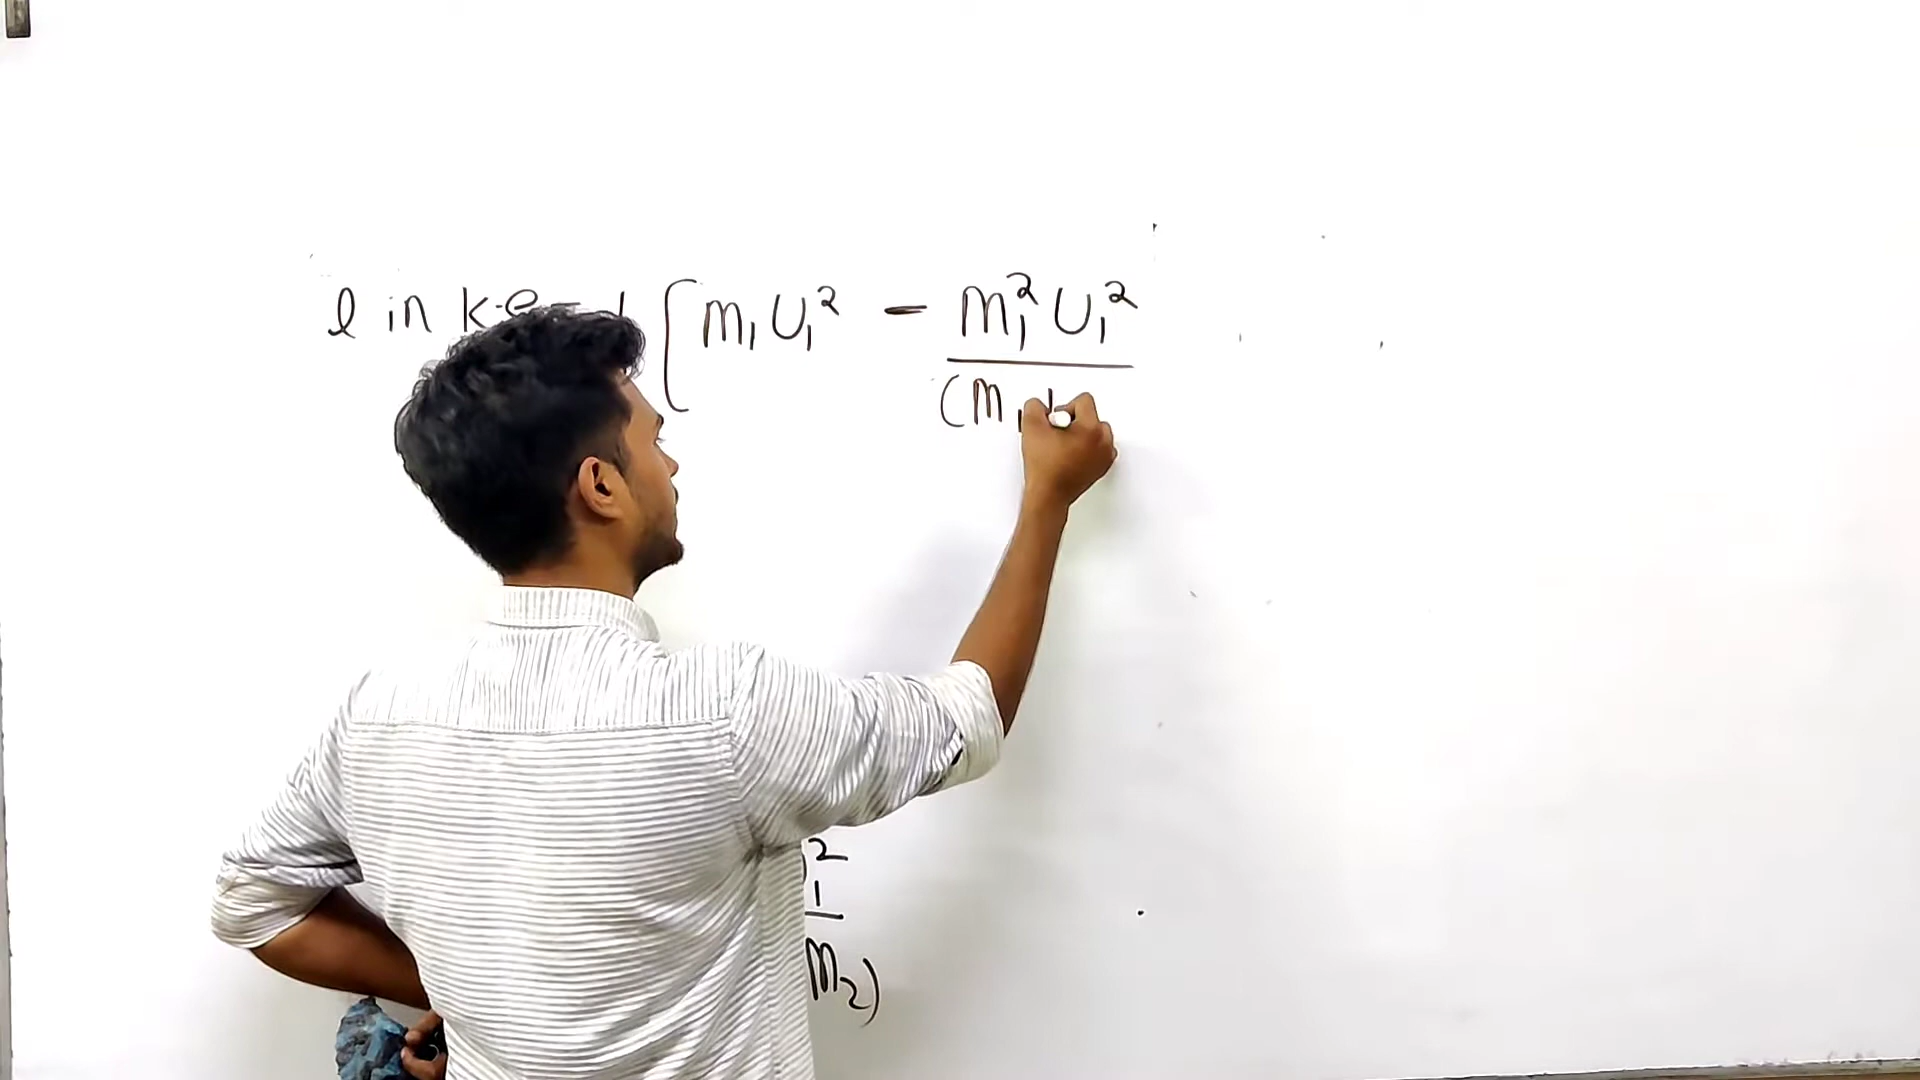 l in k·e = [ m₁U₁² − m₁²U₁²
(m₁ +
2
1
m₂)